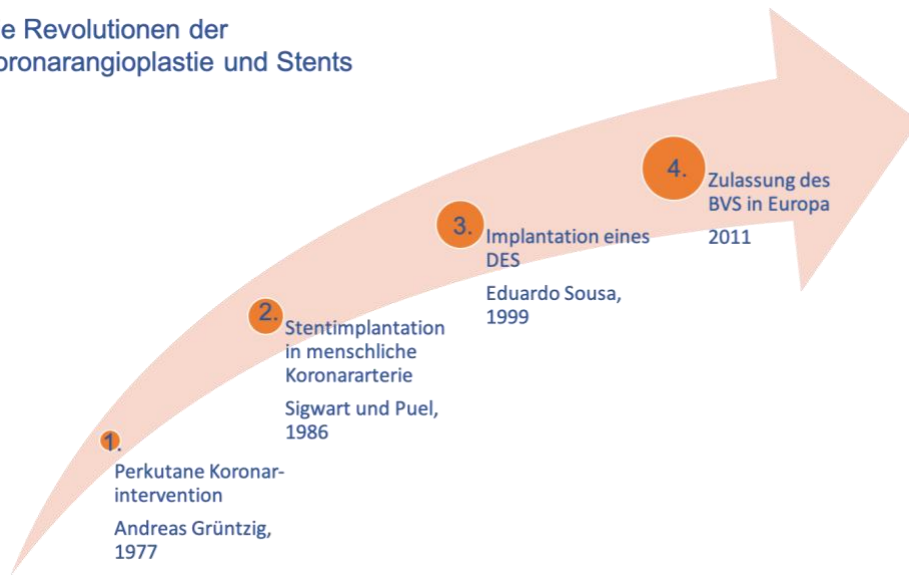 e Revolutionen der
oronarangioplastie und Stents
4.
Zulassung des
BVS in Europa
2011
3.
Implantation eines
DES
Eduardo Sousa,
1999
2.
Stentimplantation
in menschliche
Koronararterie
Sigwart und Puel,
1986
1.
Perkutane Koronar-
intervention
Andreas Grüntzig,
1977